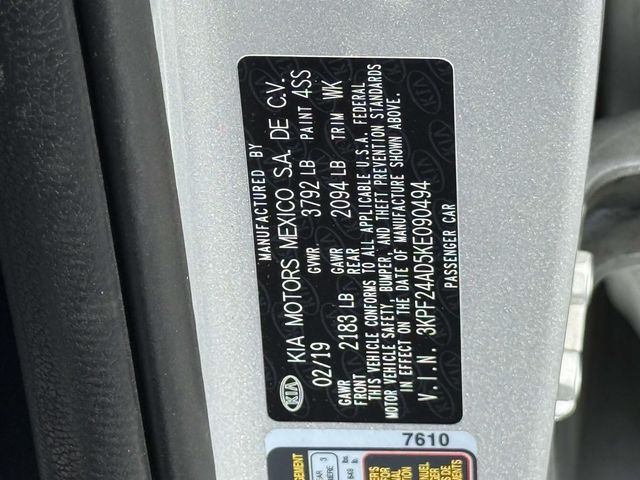 MANUFACTURED BY
KIA KIA MOTORS MEXICO S.A. DE C.V.
02/19 GVWR 3792 LB PAINT 4SS
GAWR FRONT 2183 LB GAWR REAR 2094 LB TRIM WK
THIS VEHICLE CONFORMS TO ALL APPLICABLE U.S.A. FEDERAL
MOTOR VEHICLE SAFETY, BUMPER, AND THEFT PREVENTION STANDARDS
IN EFFECT ON THE DATE OF MANUFACTURE SHOWN ABOVE.
V.I.N. 3KPF24AD5KE090494
PASSENGER CAR
7610